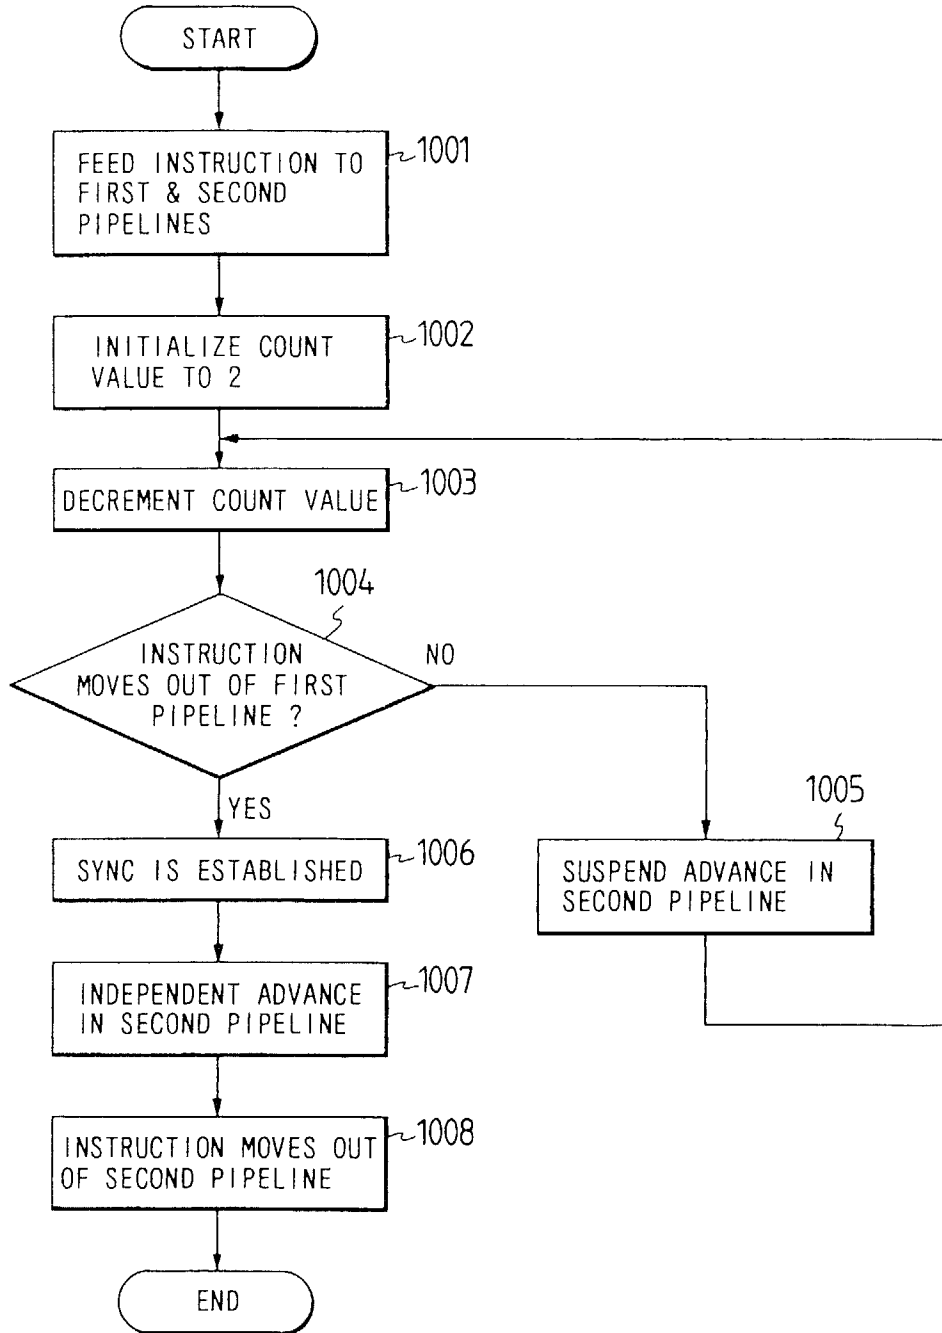 START
FEED INSTRUCTION TO
FIRST & SECOND
PIPELINES
1001
INITIALIZE COUNT
VALUE TO 2
1002
DECREMENT COUNT VALUE
1003
1004
INSTRUCTION
MOVES OUT OF FIRST
PIPELINE ?
NO
YES
1005
SUSPEND ADVANCE IN
SECOND PIPELINE
SYNC IS ESTABLISHED
1006
INDEPENDENT ADVANCE
IN SECOND PIPELINE
1007
INSTRUCTION MOVES OUT
OF SECOND PIPELINE
1008
END